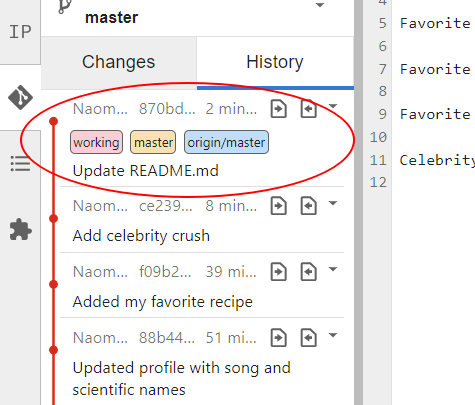 master
IP
Changes History
Naom... 870bd... 2 min...
working master origin/master
Update README.md
Naom... ce239... 8 min...
Add celebrity crush
Naom... f09b2... 39 mi...
Added my favorite recipe
Naom... 88b44... 51 mi...
Updated profile with song and
scientific names
4
5 Favorite
6
7 Favorite
8
9 Favorite
10
11 Celebrity
12